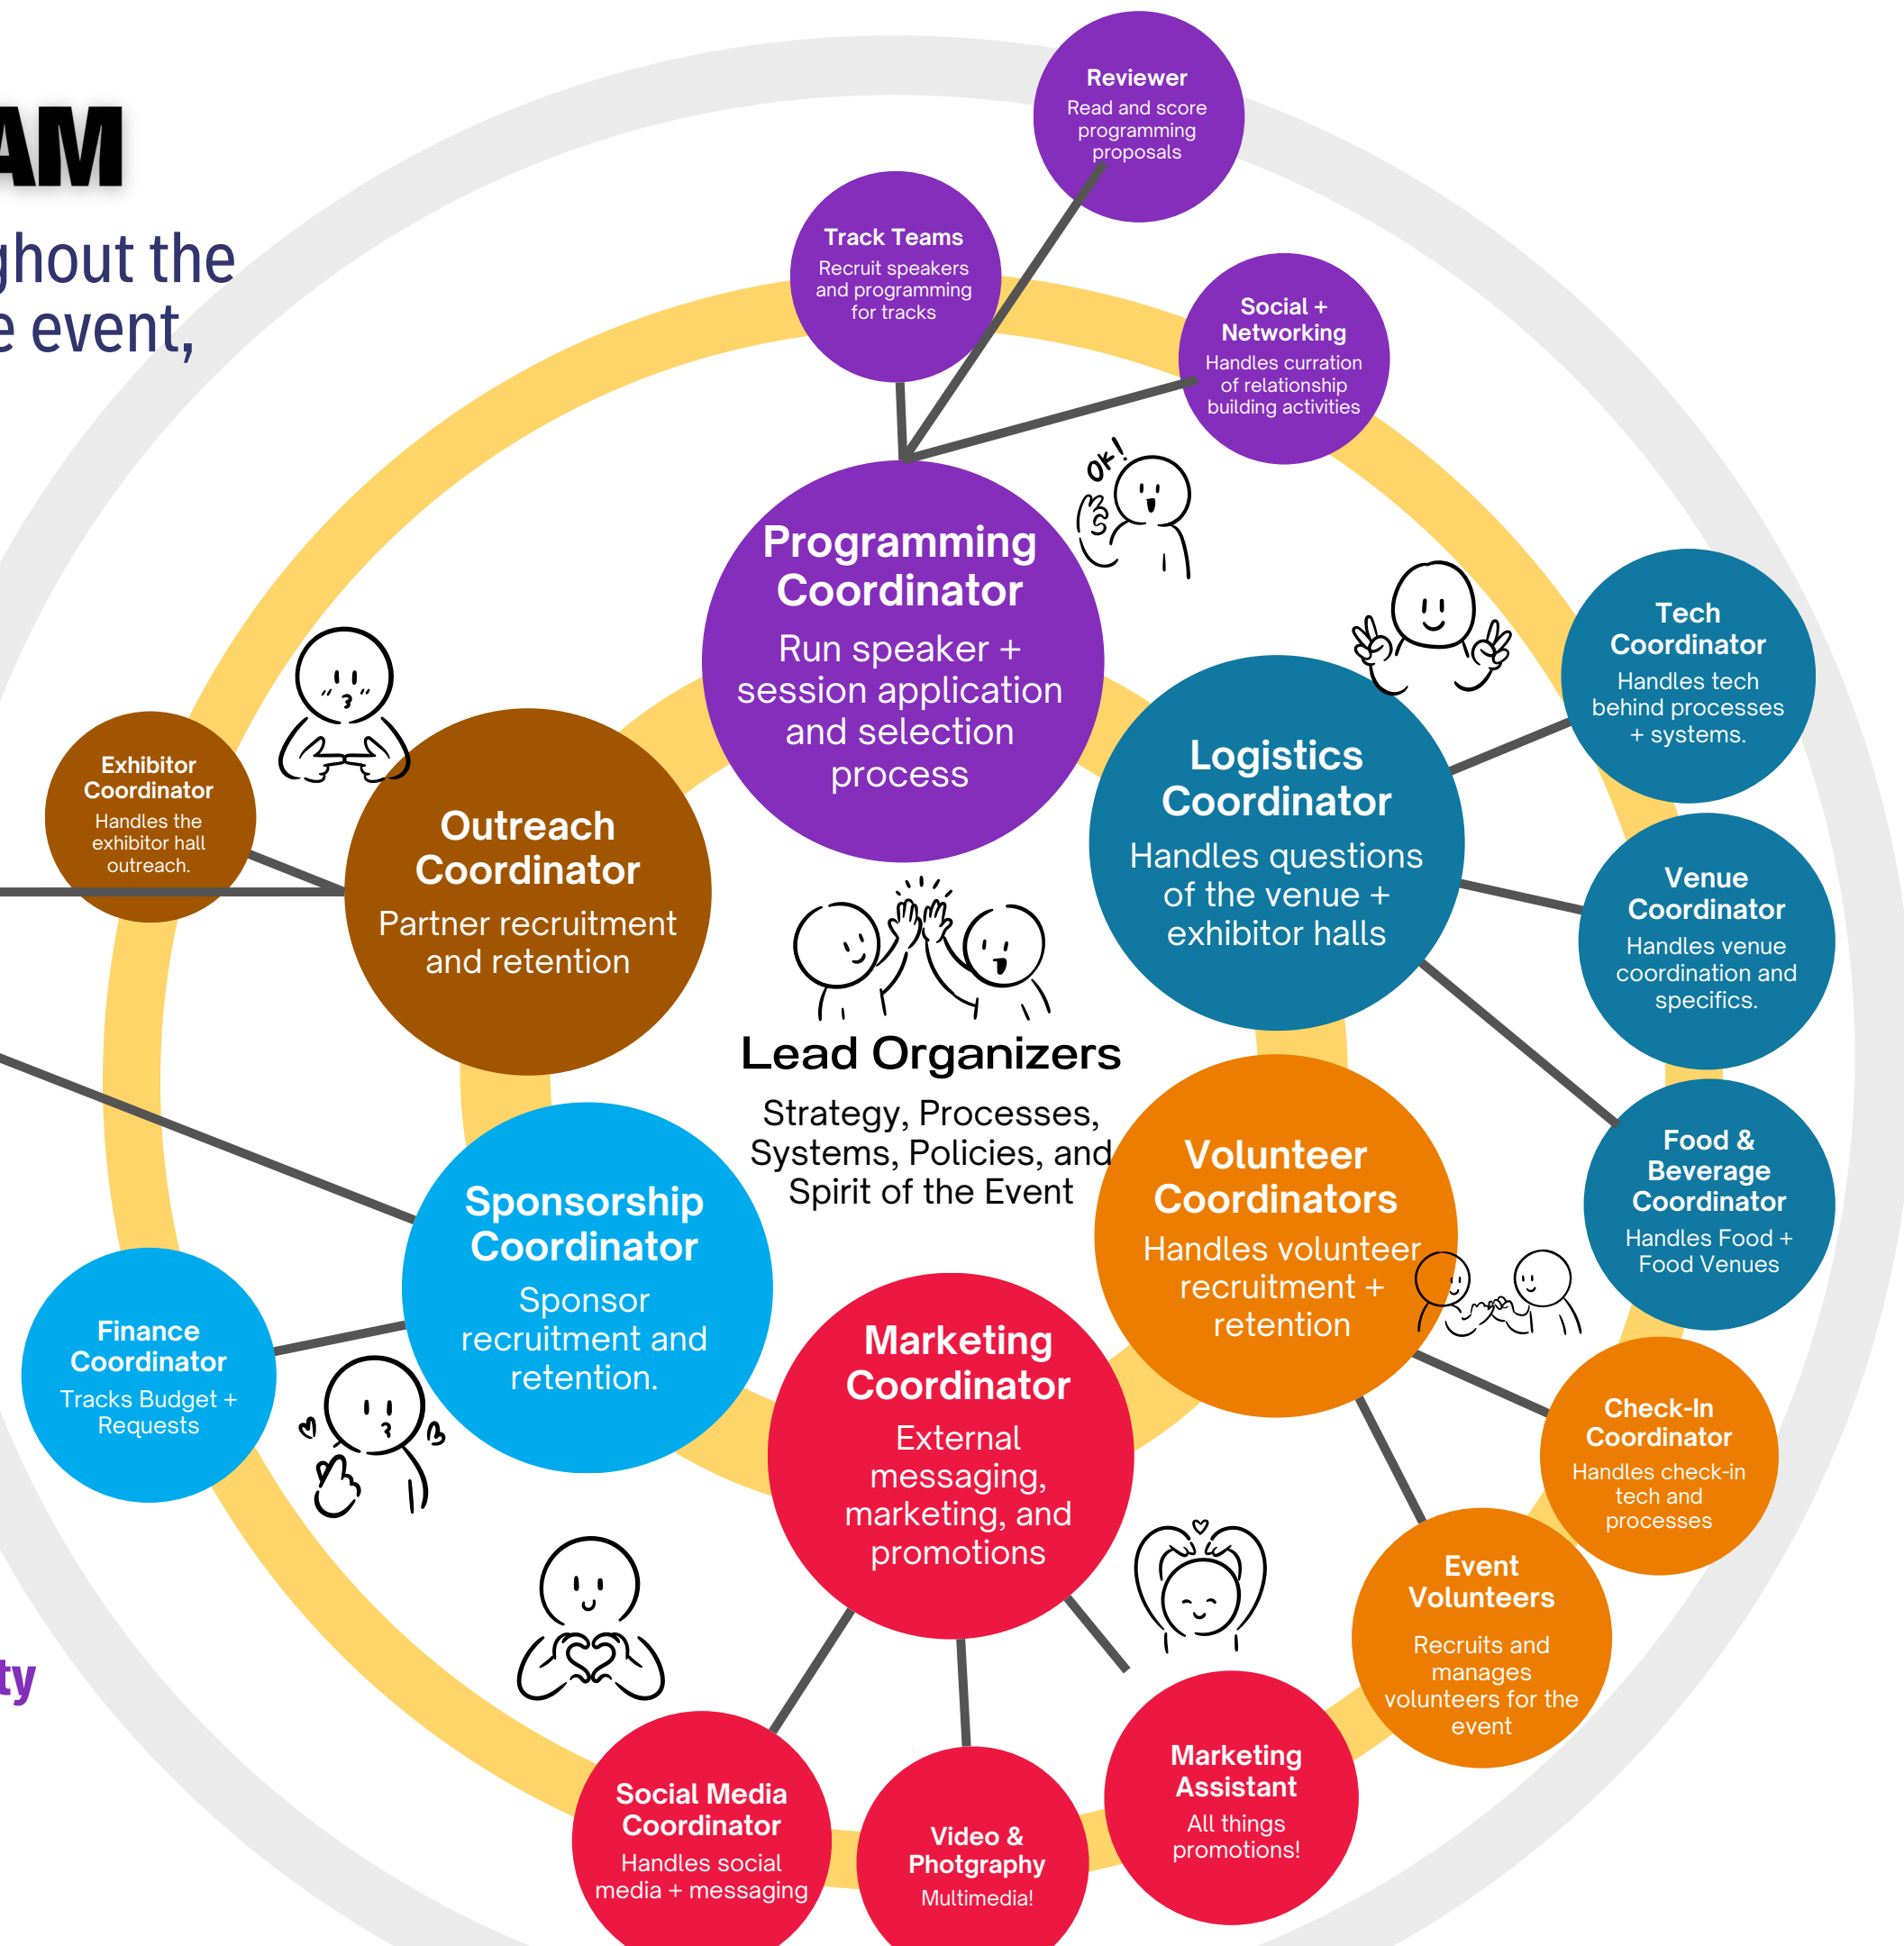 AM
ghout the
e event,
Reviewer
Read and score
programming
proposals
Track Teams
Recruit speakers
and programming
for tracks
Social +
Networking
Handles curration
of relationship
building activities
OK!
Programming
Coordinator
Run speaker +
session application
and selection
process
Tech
Coordinator
Handles tech
behind processes
+ systems.
Logistics
Coordinator
Handles questions
of the venue +
exhibitor halls
Exhibitor
Coordinator
Handles the
exhibitor hall
outreach.
Outreach
Coordinator
Partner recruitment
and retention
Venue
Coordinator
Handles venue
coordination and
specifics.
Lead Organizers
Strategy, Processes,
Systems, Policies, and
Spirit of the Event
Food &
Beverage
Coordinator
Handles Food +
Food Venues
Volunteer
Coordinators
Handles volunteer
recruitment +
retention
Sponsorship
Coordinator
Sponsor
recruitment and
retention.
Finance
Coordinator
Tracks Budget +
Requests
Marketing
Coordinator
External
messaging,
marketing, and
promotions
Check-In
Coordinator
Handles check-in
tech and
processes
Event
Volunteers
Recruits and
manages
volunteers for the
event
ty
Marketing
Assistant
All things
promotions!
Social Media
Coordinator
Handles social
media + messaging
Video &
Photgraphy
Multimedia!